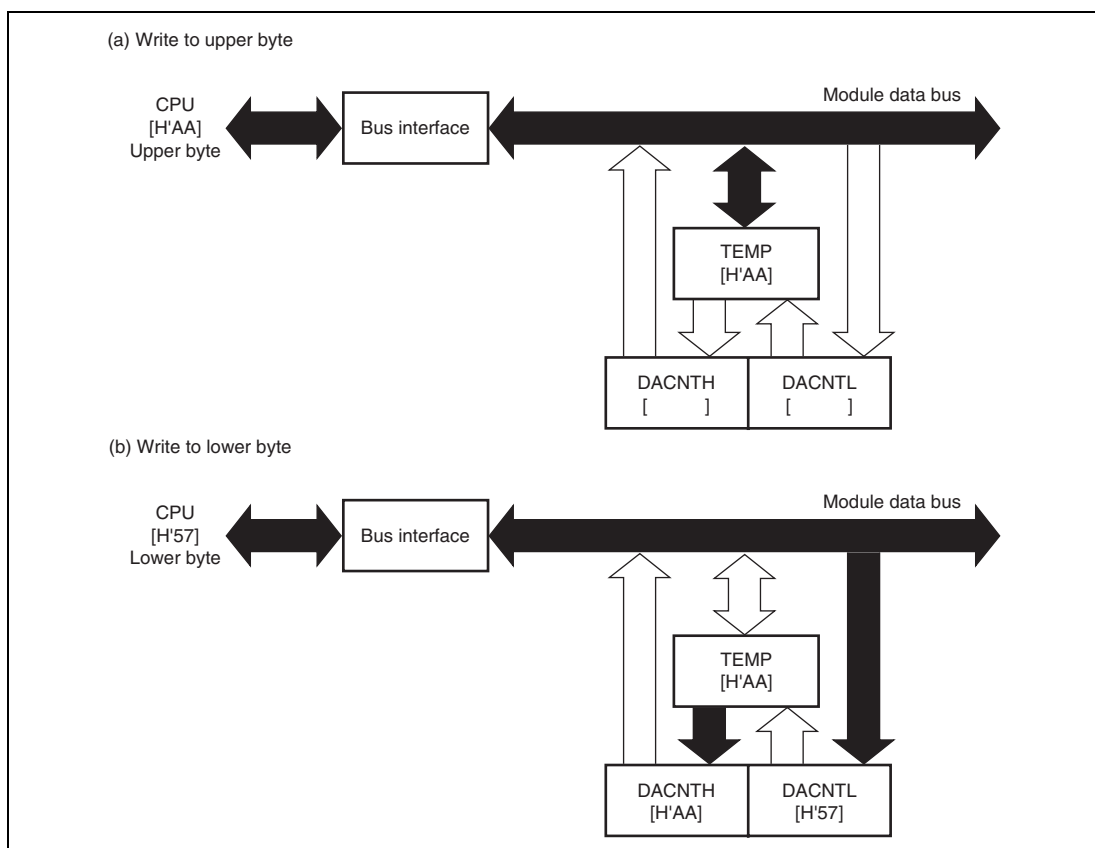 (a) Write to upper byte
CPU
[H'AA]
Upper byte
Bus interface
Module data bus
TEMP
[H'AA]
DACNTH
[ ]
DACNTL
[ ]
(b) Write to lower byte
CPU
[H'57]
Lower byte
Bus interface
Module data bus
TEMP
[H'AA]
DACNTH
[H'AA]
DACNTL
[H'57]